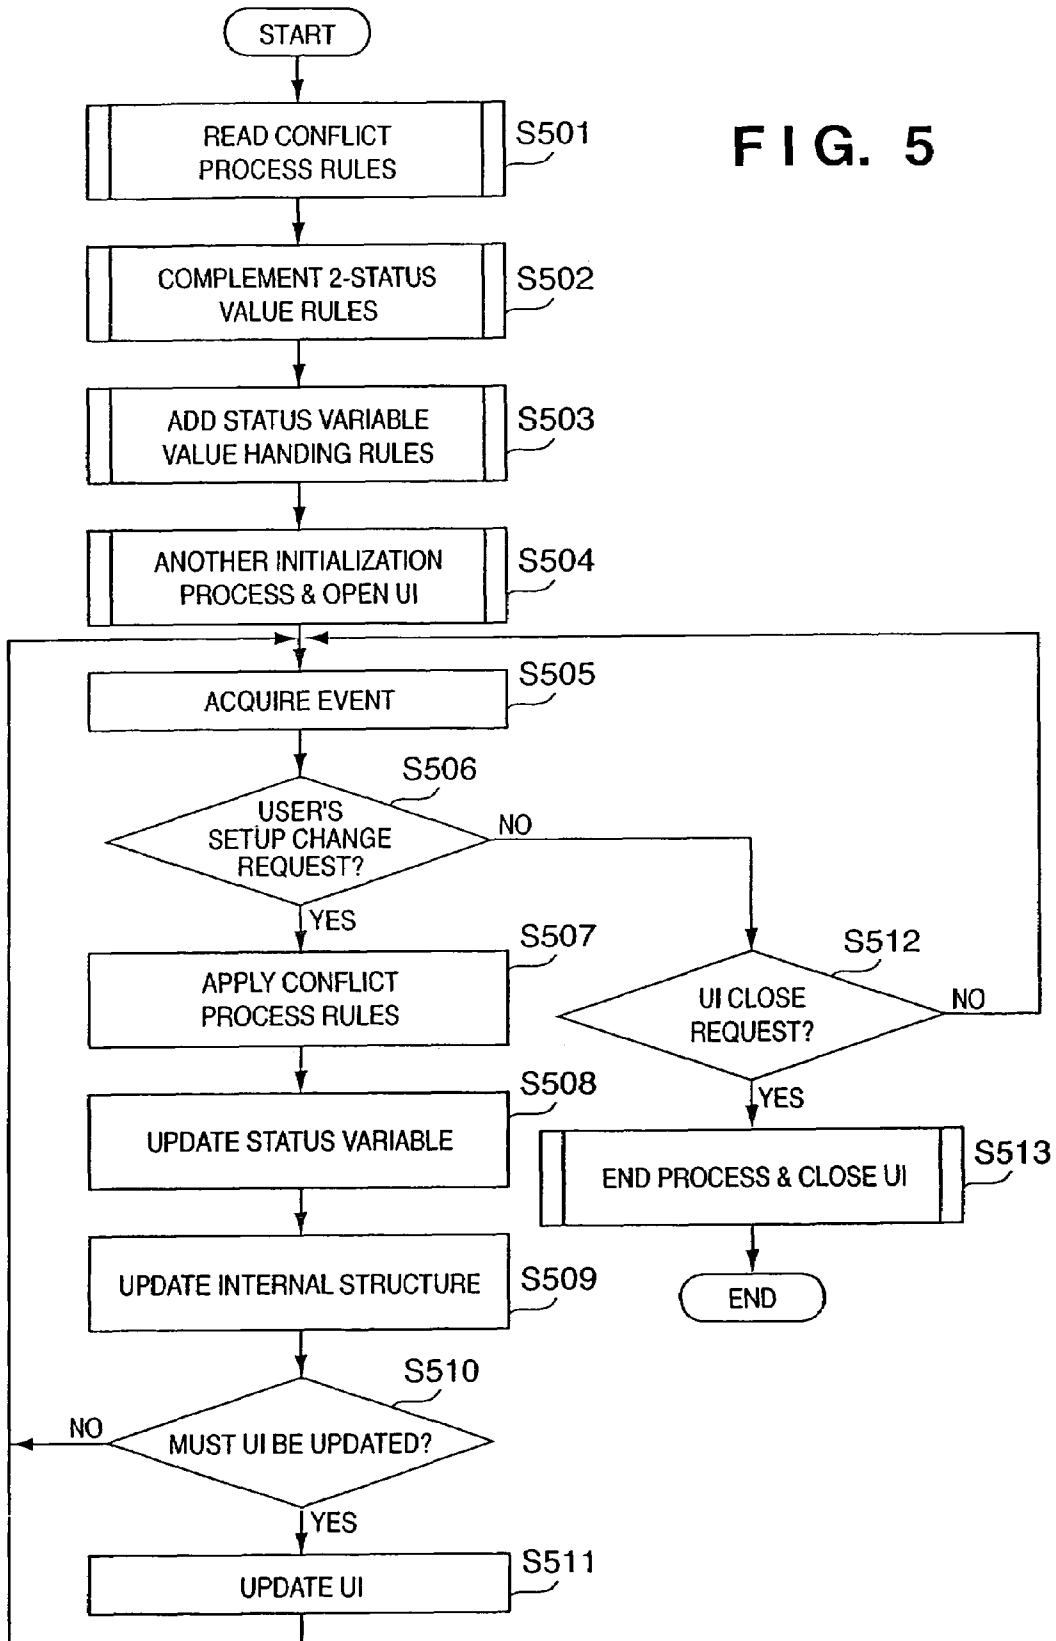 START
FIG. 5
READ CONFLICT
PROCESS RULES
S501
COMPLEMENT 2-STATUS
VALUE RULES
S502
ADD STATUS VARIABLE
VALUE HANDING RULES
S503
ANOTHER INITIALIZATION
PROCESS & OPEN UI
S504
ACQUIRE EVENT
S505
USER'S
SETUP CHANGE
REQUEST?
S506
NO
YES
APPLY CONFLICT
PROCESS RULES
S507
UI CLOSE
REQUEST?
S512
NO
YES
UPDATE STATUS VARIABLE
S508
END PROCESS & CLOSE UI
S513
UPDATE INTERNAL STRUCTURE
S509
END
MUST UI BE UPDATED?
S510
NO
YES
UPDATE UI
S511